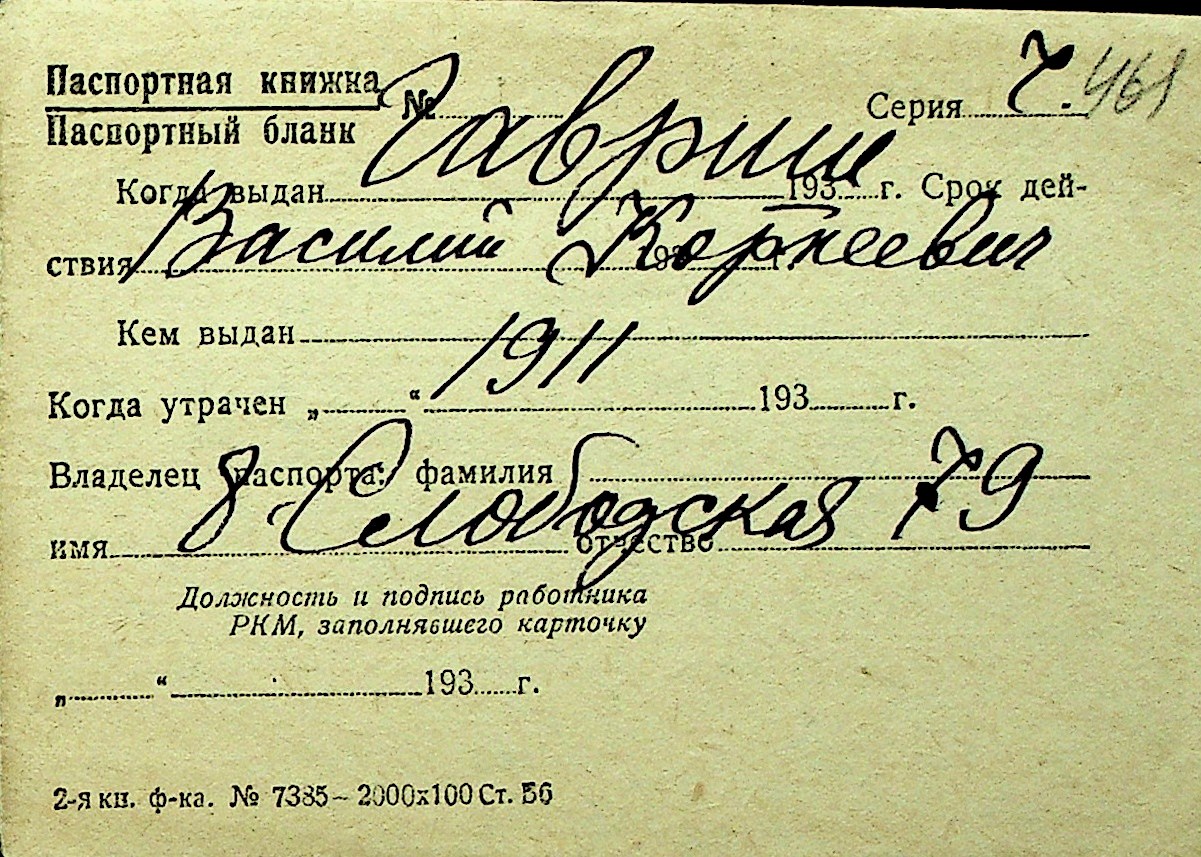 Паспортная книжка № Серия Ч. 461
Паспортный бланк
Гавриш
Когда выдан 193 г. Срок дей-
Василий Корнеевич
ствия 193 г.
Кем выдан
1911
Когда утрачен „ “ 193 г.
Владелец паспорта: фамилия
8. Слободская 79
имя отчество
Должность и подпись работника
РКМ, заполнявшего карточку
„ “ 193 г.
2-я кн. ф-ка. № 7385— 2000х100 Ст. 56